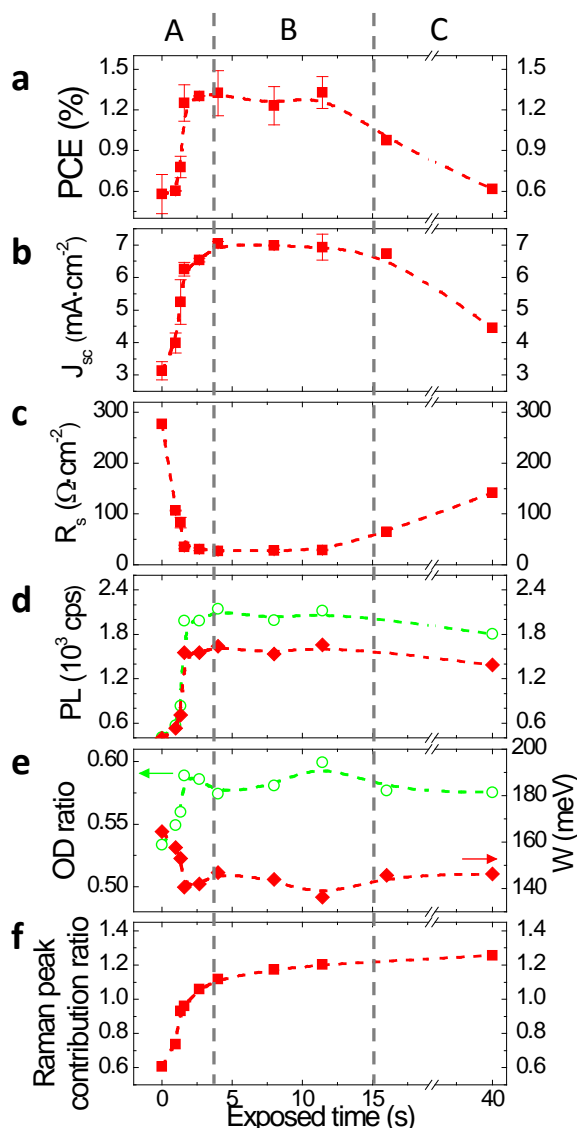 A B C
a
PCE (%)
1.5 1.5
1.2 1.2
0.9 0.9
0.6 0.6
b
J_sc (mA·cm⁻²)
7 7
6 6
5 5
4 4
3 3
c
R_s (Ω·cm⁻²)
300 300
200 200
100 100
0 0
d
PL (10³ cps)
2.4 2.4
1.8 1.8
1.2 1.2
0.6 0.6
e
OD ratio
0.60 200
0.55 180
0.50 160
140
W (meV)
f
Raman peak
contribution ratio
1.4 1.4
1.2 1.2
1.0 1.0
0.8 0.8
0.6 0.6
0 5 10 15 40
Exposed time (s)